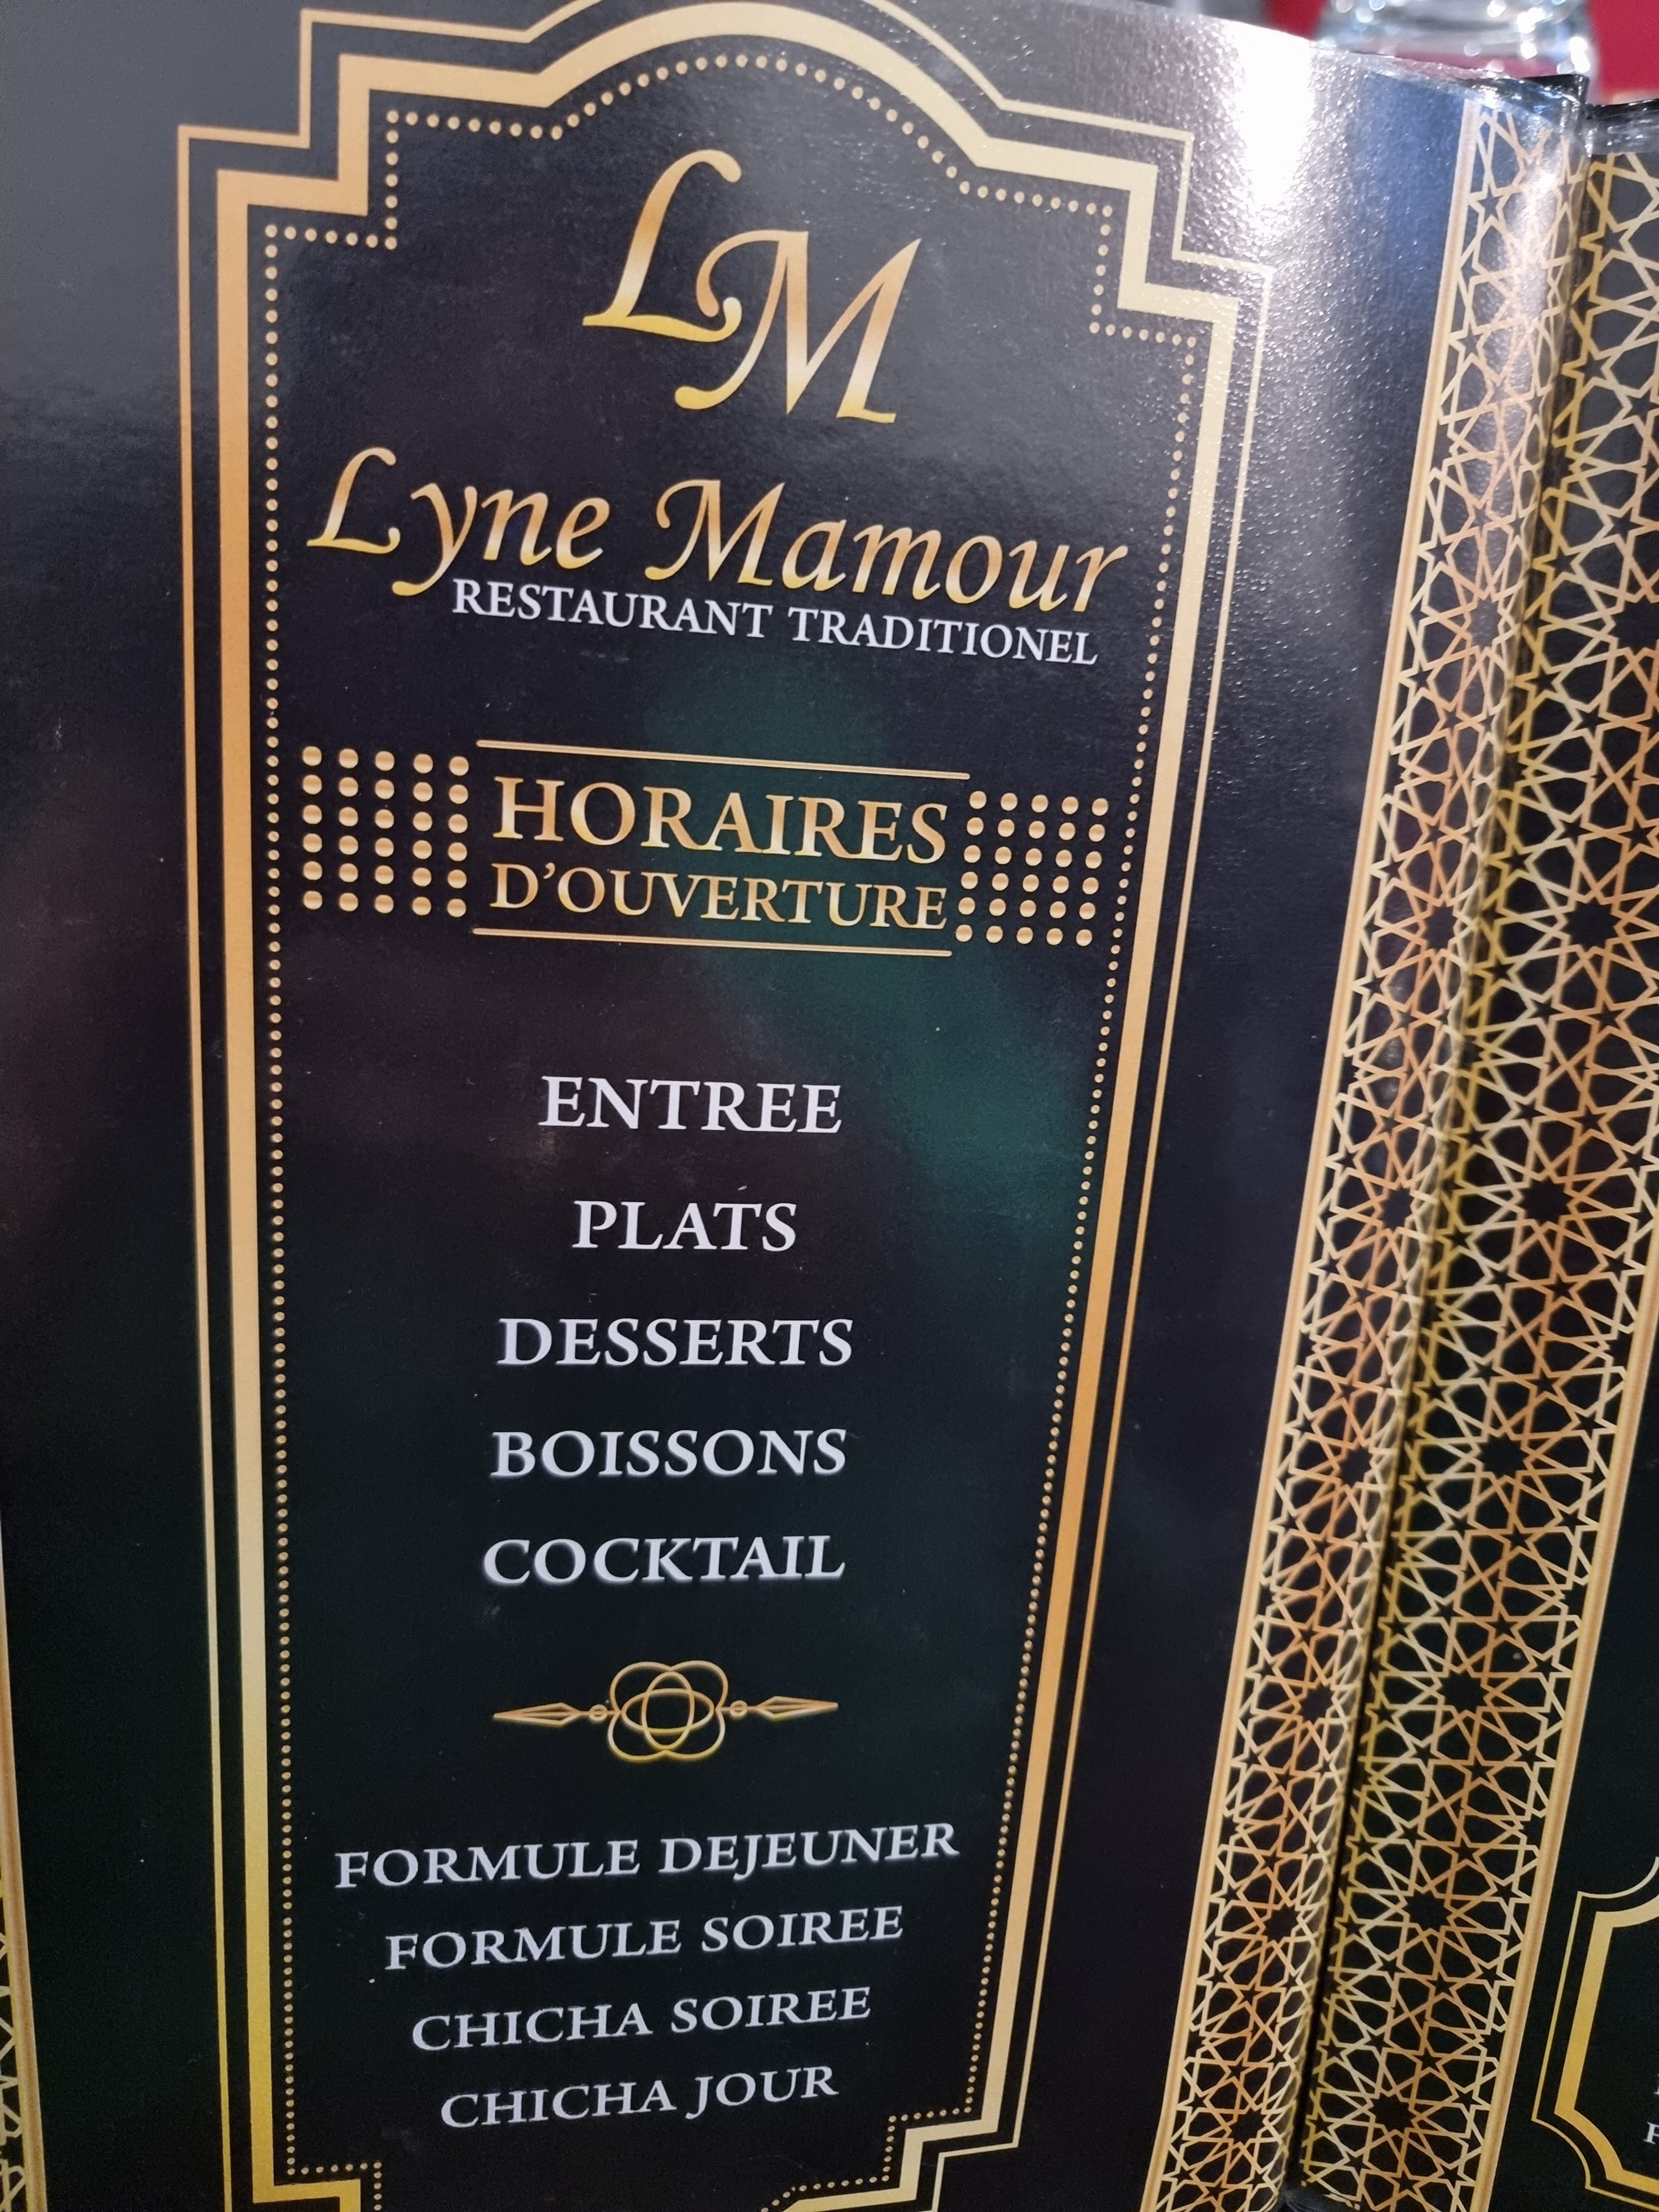 LM
Lyne Mamour
RESTAURANT TRADITIONEL
HORAIRES
D'OUVERTURE
ENTREE
PLATS
DESSERTS
BOISSONS
COCKTAIL
FORMULE DEJEUNER
FORMULE SOIREE
CHICHA SOIREE
CHICHA JOUR